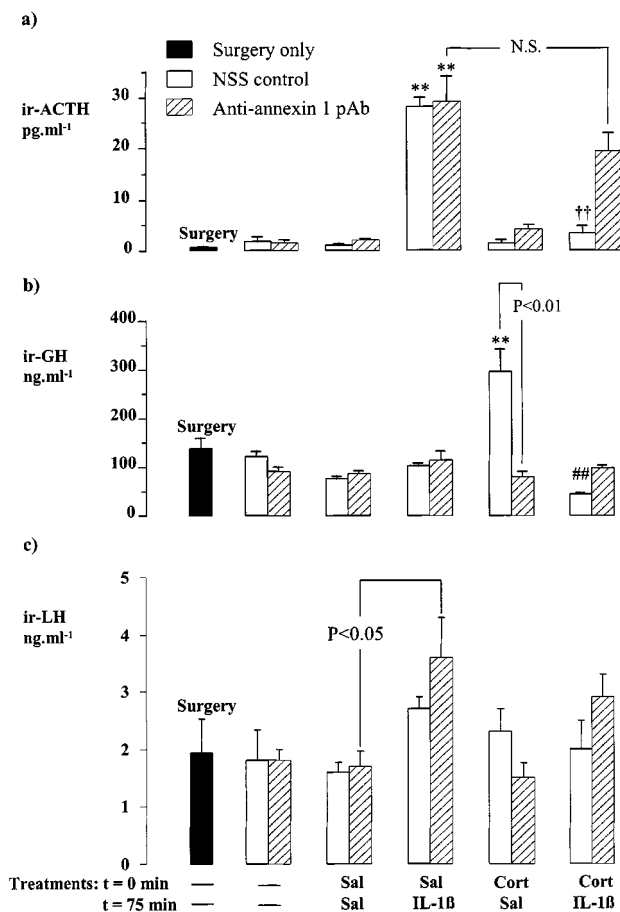 a)
Surgery only
N.S.
NSS control
** **
ir-ACTH
pg.ml-1
Anti-annexin 1 pAb
30
20
10
††
Surgery
0
b)
400
P<0.01
ir-GH
ng.ml-1
**
300
200
Surgery
100
##
0
c)
5
ir-LH
ng.ml-1
4
P<0.05
3
Surgery
2
1
0
Treatments: t = 0 min — — Sal Sal Cort Cort
t = 75 min — — Sal IL-1ß Sal IL-1ß